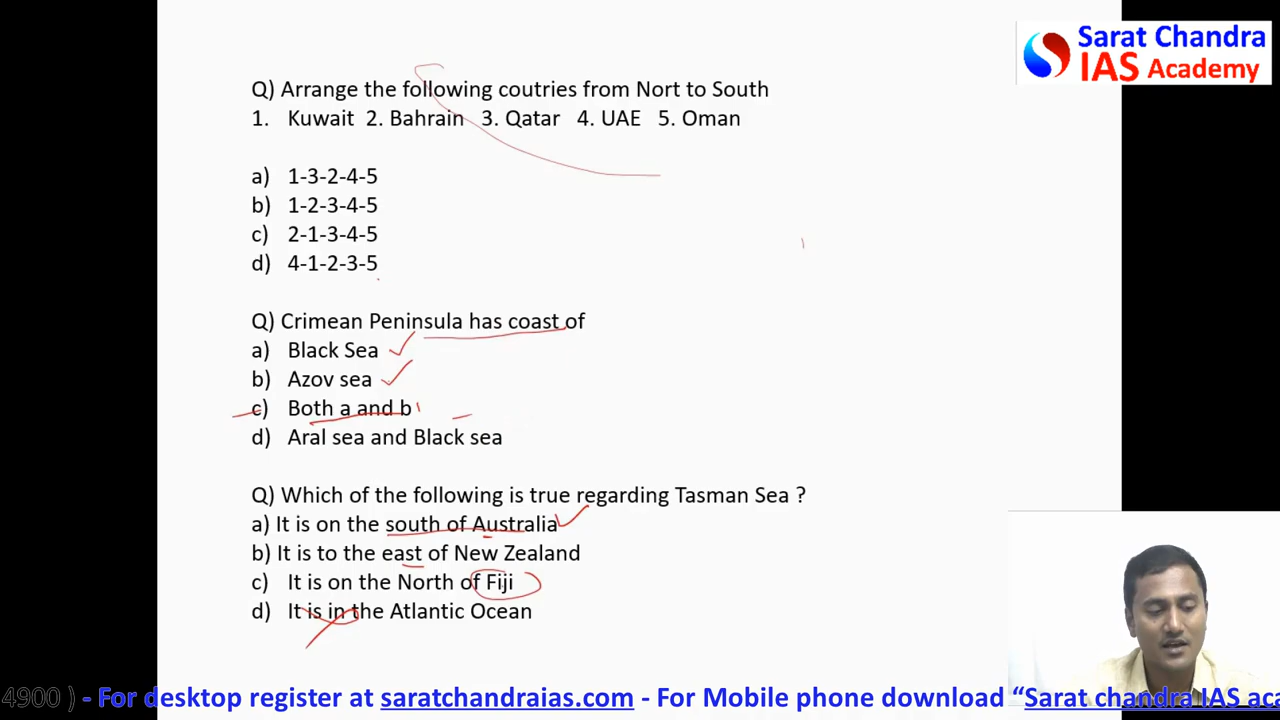 Sarat Chandra
IAS Academy
Q) Arrange the following coutries from Nort to South
1. Kuwait 2. Bahrain 3. Qatar 4. UAE 5. Oman
a) 1-3-2-4-5
b) 1-2-3-4-5
c) 2-1-3-4-5
d) 4-1-2-3-5
Q) Crimean Peninsula has coast of
a) Black Sea
b) Azov sea
c) Both a and b
d) Aral sea and Black sea
Q) Which of the following is true regarding Tasman Sea ?
a) It is on the south of Australia
b) It is to the east of New Zealand
c) It is on the North of Fiji
d) It is in the Atlantic Ocean
4900 ) - For desktop register at saratchandraias.com - For Mobile phone download “Sarat chandra IAS aca